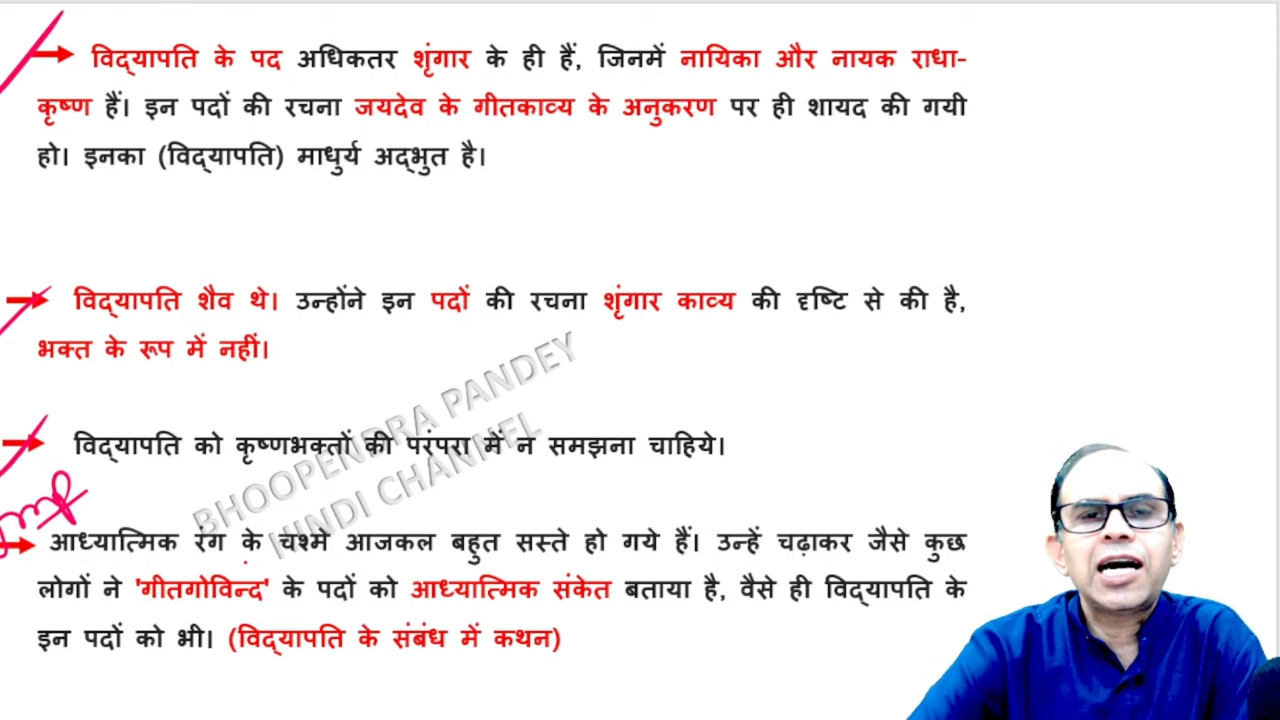 विद्यापति के पद अधिकतर शृंगार के ही हैं, जिनमें नायिका और नायक राधा-
कृष्ण हैं। इन पदों की रचना जयदेव के गीतकाव्य के अनुकरण पर ही शायद की गयी
हो। इनका (विद्यापति) माधुर्य अद्भुत है।
विद्यापति शैव थे। उन्होंने इन पदों की रचना शृंगार काव्य की दृष्टि से की है,
भक्त के रूप में नहीं।
विद्यापति को कृष्णभक्तों की परंपरा में न समझना चाहिये।
आध्यात्मिक रंग के चश्मे आजकल बहुत सस्ते हो गये हैं। उन्हें चढ़ाकर जैसे कुछ
लोगों ने 'गीतगोविन्द' के पदों को आध्यात्मिक संकेत बताया है, वैसे ही विद्यापति के
इन पदों को भी। (विद्यापति के संबंध में कथन)
BHOOPENDRA PANDEY
HINDI CHANNEL